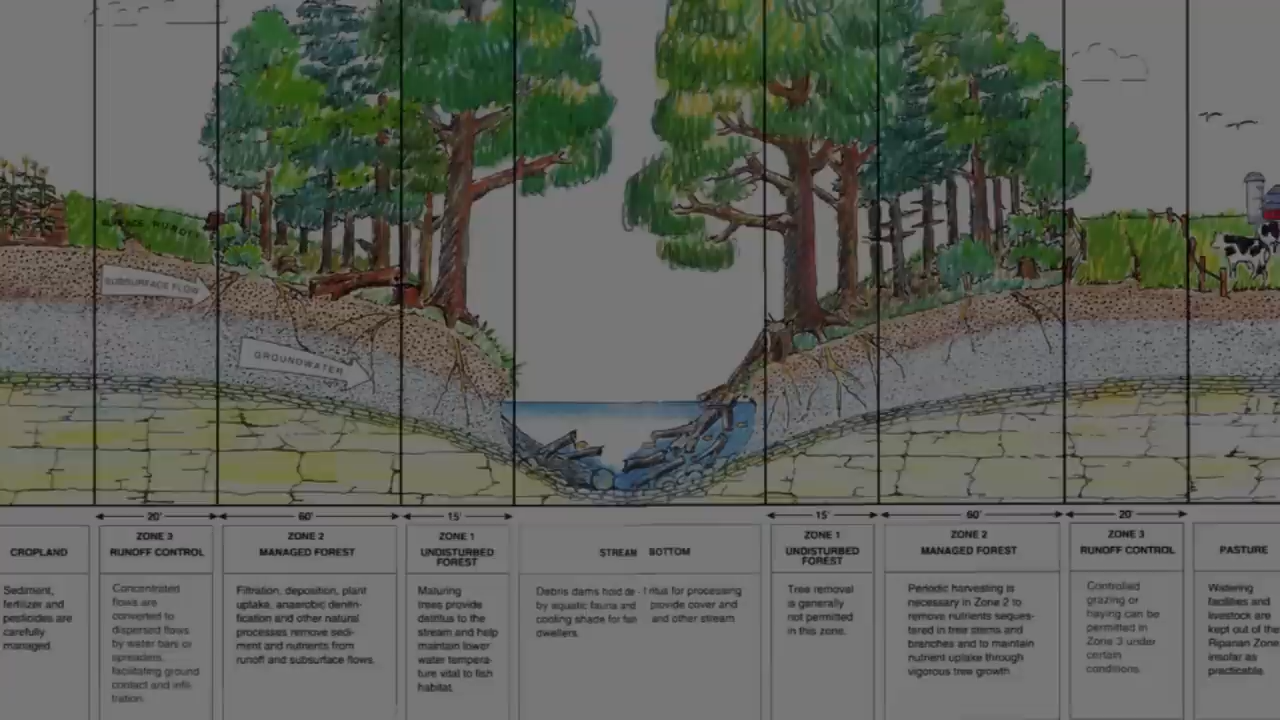 SUBSURFACE FLOW
GROUNDWATER
20'
60'
15'
15'
60'
20'
CROPLAND
Sediment,
fertilizer and
pesticides are
carefully
managed.
ZONE 3
RUNOFF CONTROL
Concentrated
flows are
converted to
dispersed flows
by water bars or
spreaders,
facilitating ground
contact and infil-
tration.
ZONE 2
MANAGED FOREST
Filtration, deposition, plant
uptake, anaerobic denitri-
fication and other natural
processes remove sedi-
ment and nutrients from
runoff and subsurface flows.
ZONE 1
UNDISTURBED
FOREST
Maturing
trees provide
detritus to the
stream and help
maintain lower
water tempera-
ture vital to fish
habitat.
STREAM BOTTOM
Debris dams hold de tritus for processing
by aquatic fauna and provide cover and
cooling shade for fish and other stream
dwellers.
ZONE 1
UNDISTURBED
FOREST
Tree removal
is generally
not permitted
in this zone.
ZONE 2
MANAGED FOREST
Periodic harvesting is
necessary in Zone 2 to
remove nutrients seques-
tered in tree stems and
branches and to maintain
nutrient uptake through
vigorous tree growth
ZONE 3
RUNOFF CONTROL
Controlled
grazing or
haying can be
permitted in
Zone 3 under
certain
conditions.
PASTURE
Watering
facilities and
livestock are
kept out of the
Riparian Zone
insofar as
practicable.